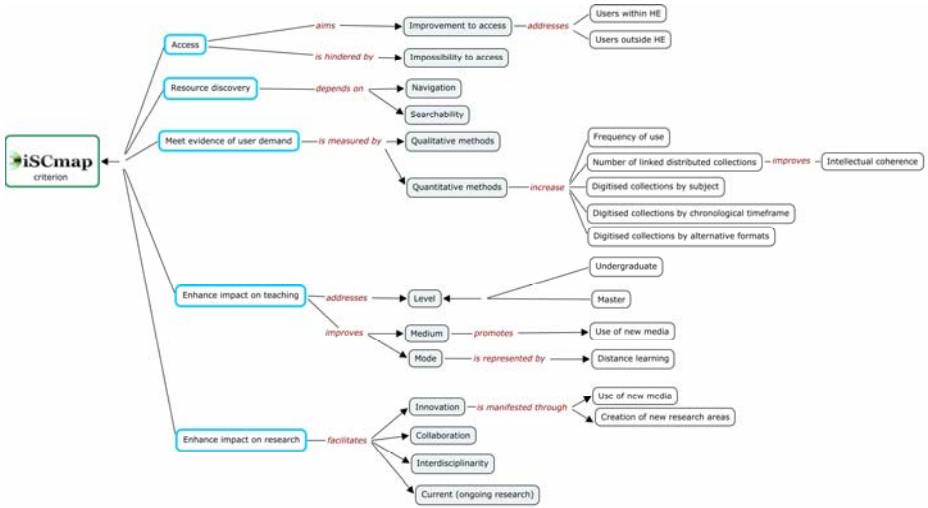 Users within HE
aims
Improvement to access
addresses
Access
Users outside HE
is hindered by
Impossibility to access
Resource discovery
depends on
Navigation
Searchability
Meet evidence of user demand
is measured by
Qualitative methods
Frequency of use
iSCmap
criterion
Number of linked distributed collections
improves
Intellectual coherence
Quantitative methods
increase
Digitised collections by subject
Digitised collections by chronological timeframe
Digitised collections by alternative formats
Undergraduate
Enhance impact on teaching
addresses
Level
Master
improves
Medium
promotes
Use of new media
Mode
is represented by
Distance learning
Use of new media
Innovation
is manifested through
Creation of new research areas
Enhance impact on research
facilitates
Collaboration
Interdisciplinarity
Current (ongoing research)